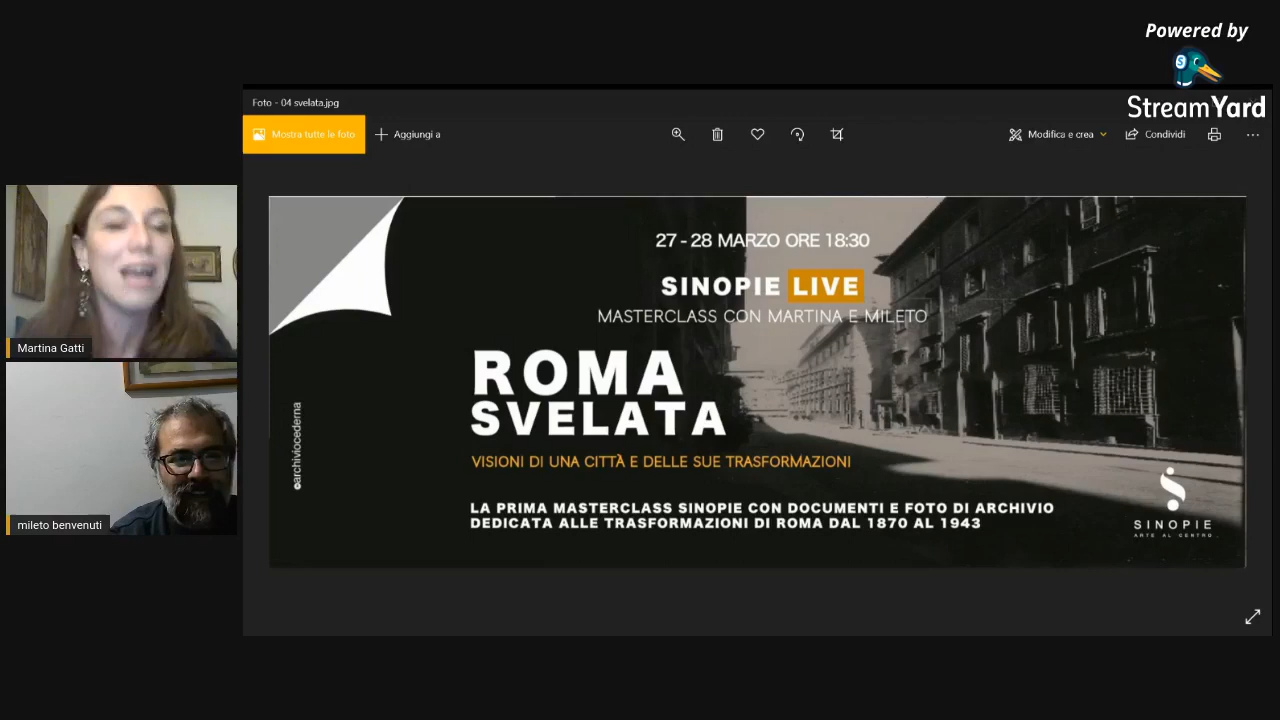 Powered by
StreamYard
Foto - 04 svelata.jpg
Mostra tutte le foto
Aggiungi a
Modifica e crea
Condividi
27 - 28 MARZO ORE 18:30
SINOPIE LIVE
MASTERCLASS CON MARTINA E MILETO
ROMA
SVELATA
VISIONI DI UNA CITTÀ E DELLE SUE TRASFORMAZIONI
LA PRIMA MASTERCLASS SINOPIE CON DOCUMENTI E FOTO DI ARCHIVIO
DEDICATA ALLE TRASFORMAZIONI DI ROMA DAL 1870 AL 1943
©archiviocederna
SINOPIE
ARTE AL CENTRO
Martina Gatti
mileto benvenuti